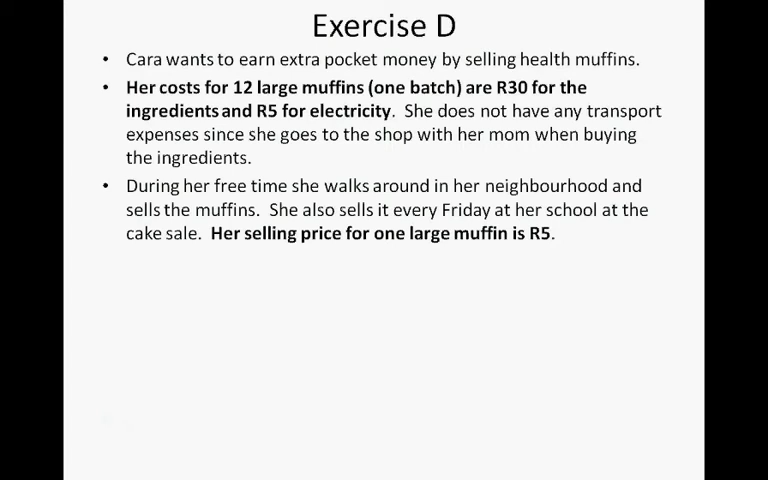 Exercise D
• Cara wants to earn extra pocket money by selling health muffins.
• Her costs for 12 large muffins (one batch) are R30 for the
ingredients and R5 for electricity. She does not have any transport
expenses since she goes to the shop with her mom when buying
the ingredients.
• During her free time she walks around in her neighbourhood and
sells the muffins. She also sells it every Friday at her school at the
cake sale. Her selling price for one large muffin is R5.